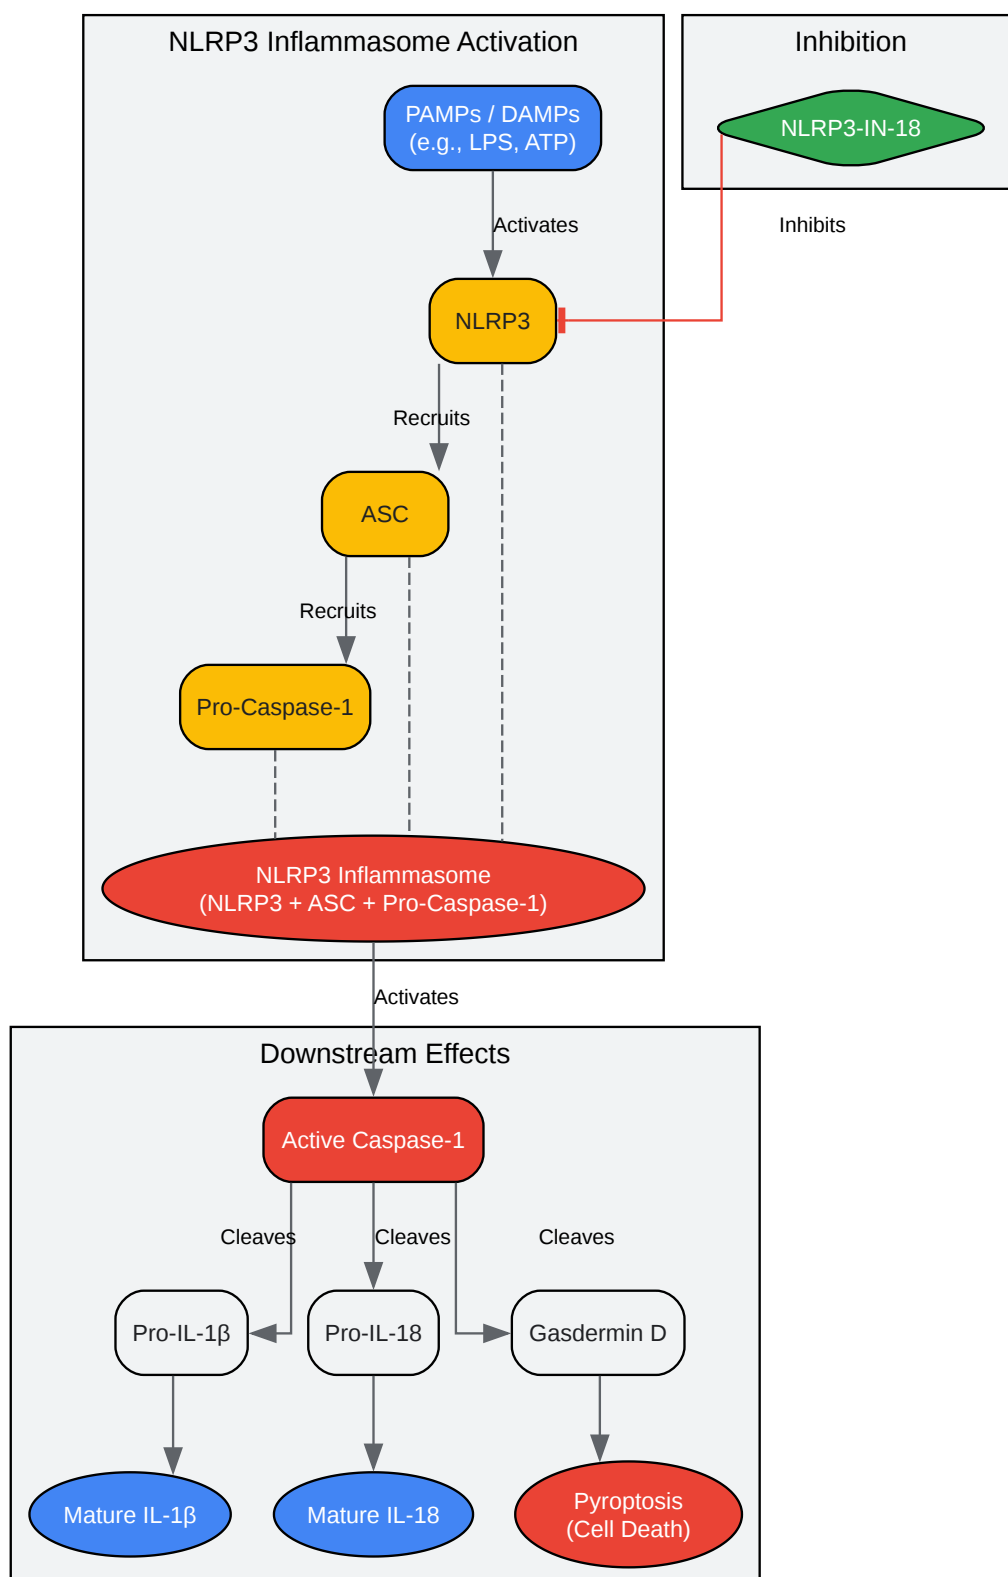 NLRP3 Inflammasome Activation
Inhibition
PAMPs / DAMPs
(e.g., LPS, ATP)
NLRP3-IN-18
Activates
Inhibits
NLRP3
Recruits
ASC
Recruits
Pro-Caspase-1
NLRP3 Inflammasome
(NLRP3 + ASC + Pro-Caspase-1)
Activates
Downstream Effects
Active Caspase-1
Cleaves
Cleaves
Cleaves
Pro-IL-1β
Pro-IL-18
Gasdermin D
Mature IL-1β
Mature IL-18
Pyroptosis
(Cell Death)